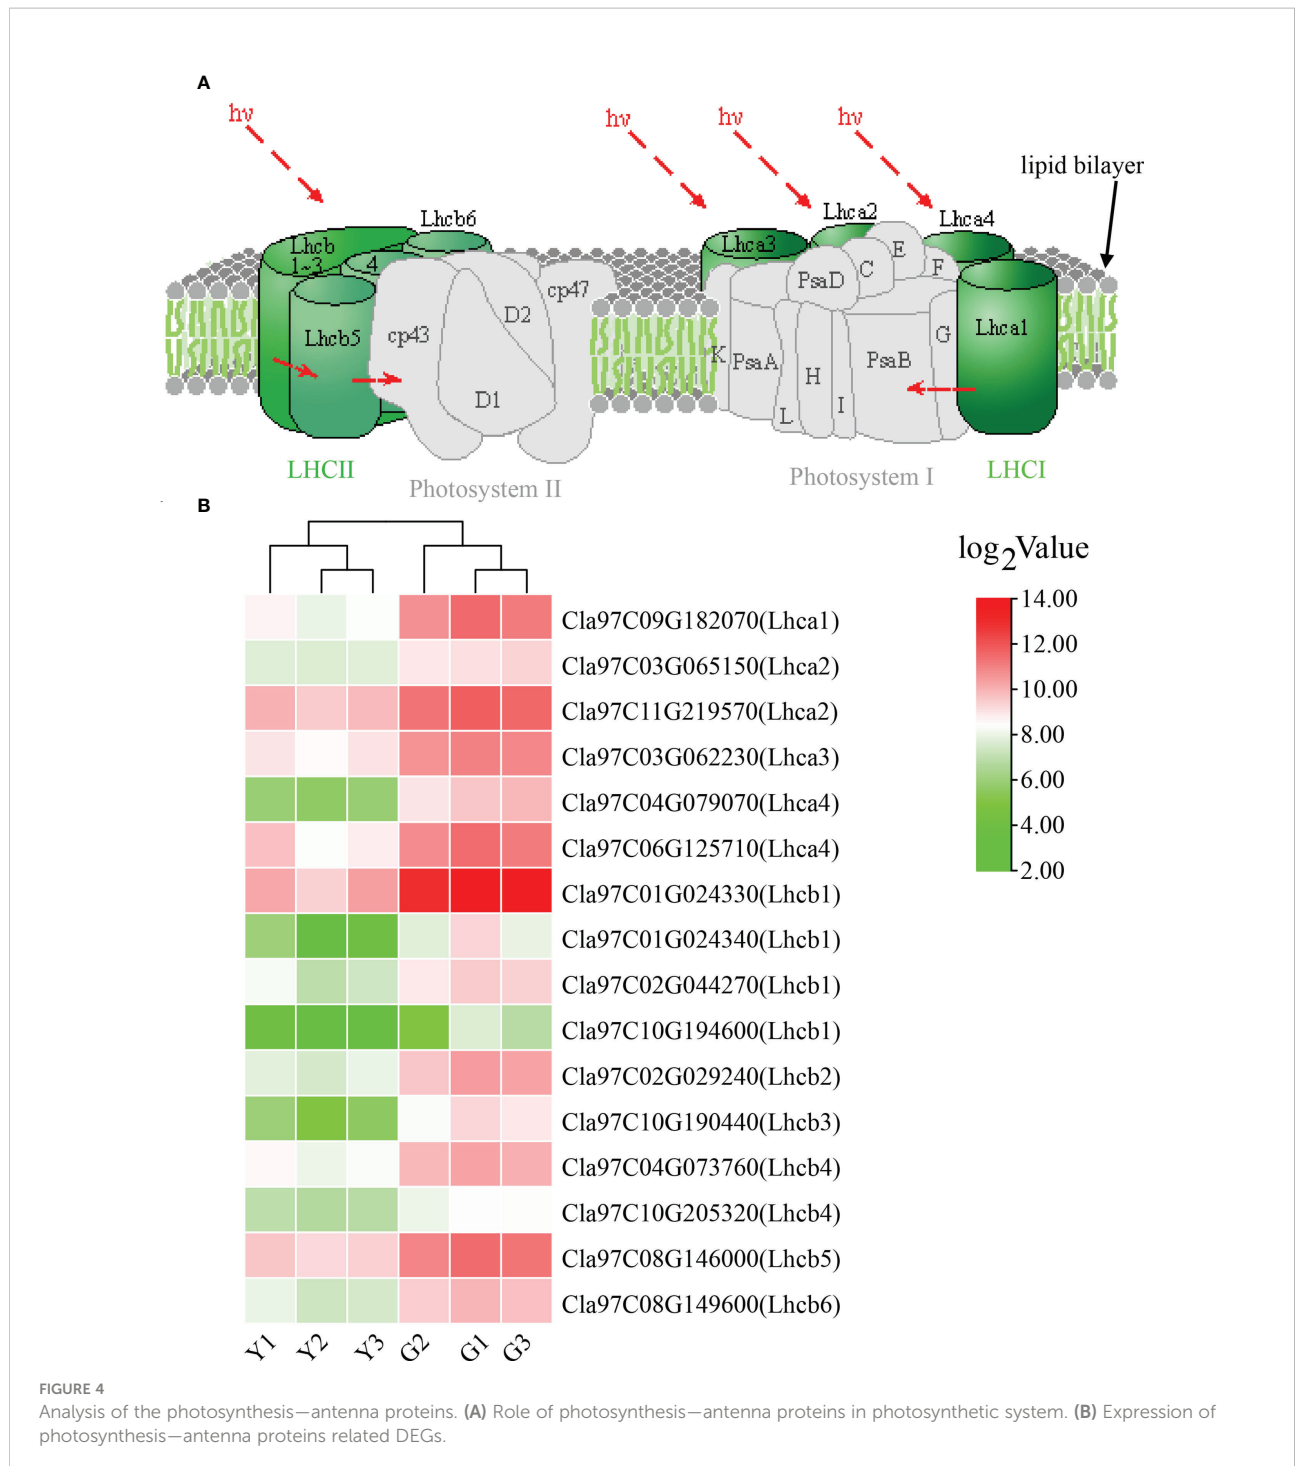 A
hν
hν
hν
hν
lipid bilayer
Lhcb6
Lhca2
Lhca4
Lhcb
1~3
4
Lhca3
E
C
F
PsaD
cp47
D2
Lhcb5
cp43
Lhca1
G
K
PsaA
PsaB
H
D1
I
L
LHCII
Photosystem II
Photosystem I
LHCI
B
log2Value
14.00
12.00
10.00
8.00
6.00
4.00
2.00
Cla97C09G182070(Lhca1)
Cla97C03G065150(Lhca2)
Cla97C11G219570(Lhca2)
Cla97C03G062230(Lhca3)
Cla97C04G079070(Lhca4)
Cla97C06G125710(Lhca4)
Cla97C01G024330(Lhcb1)
Cla97C01G024340(Lhcb1)
Cla97C02G044270(Lhcb1)
Cla97C10G194600(Lhcb1)
Cla97C02G029240(Lhcb2)
Cla97C10G190440(Lhcb3)
Cla97C04G073760(Lhcb4)
Cla97C10G205320(Lhcb4)
Cla97C08G146000(Lhcb5)
Cla97C08G149600(Lhcb6)
Y1 Y2 Y3 G2 G1 G3
FIGURE 4
Analysis of the photosynthesis—antenna proteins. (A) Role of photosynthesis—antenna proteins in photosynthetic system. (B) Expression of
photosynthesis—antenna proteins related DEGs.